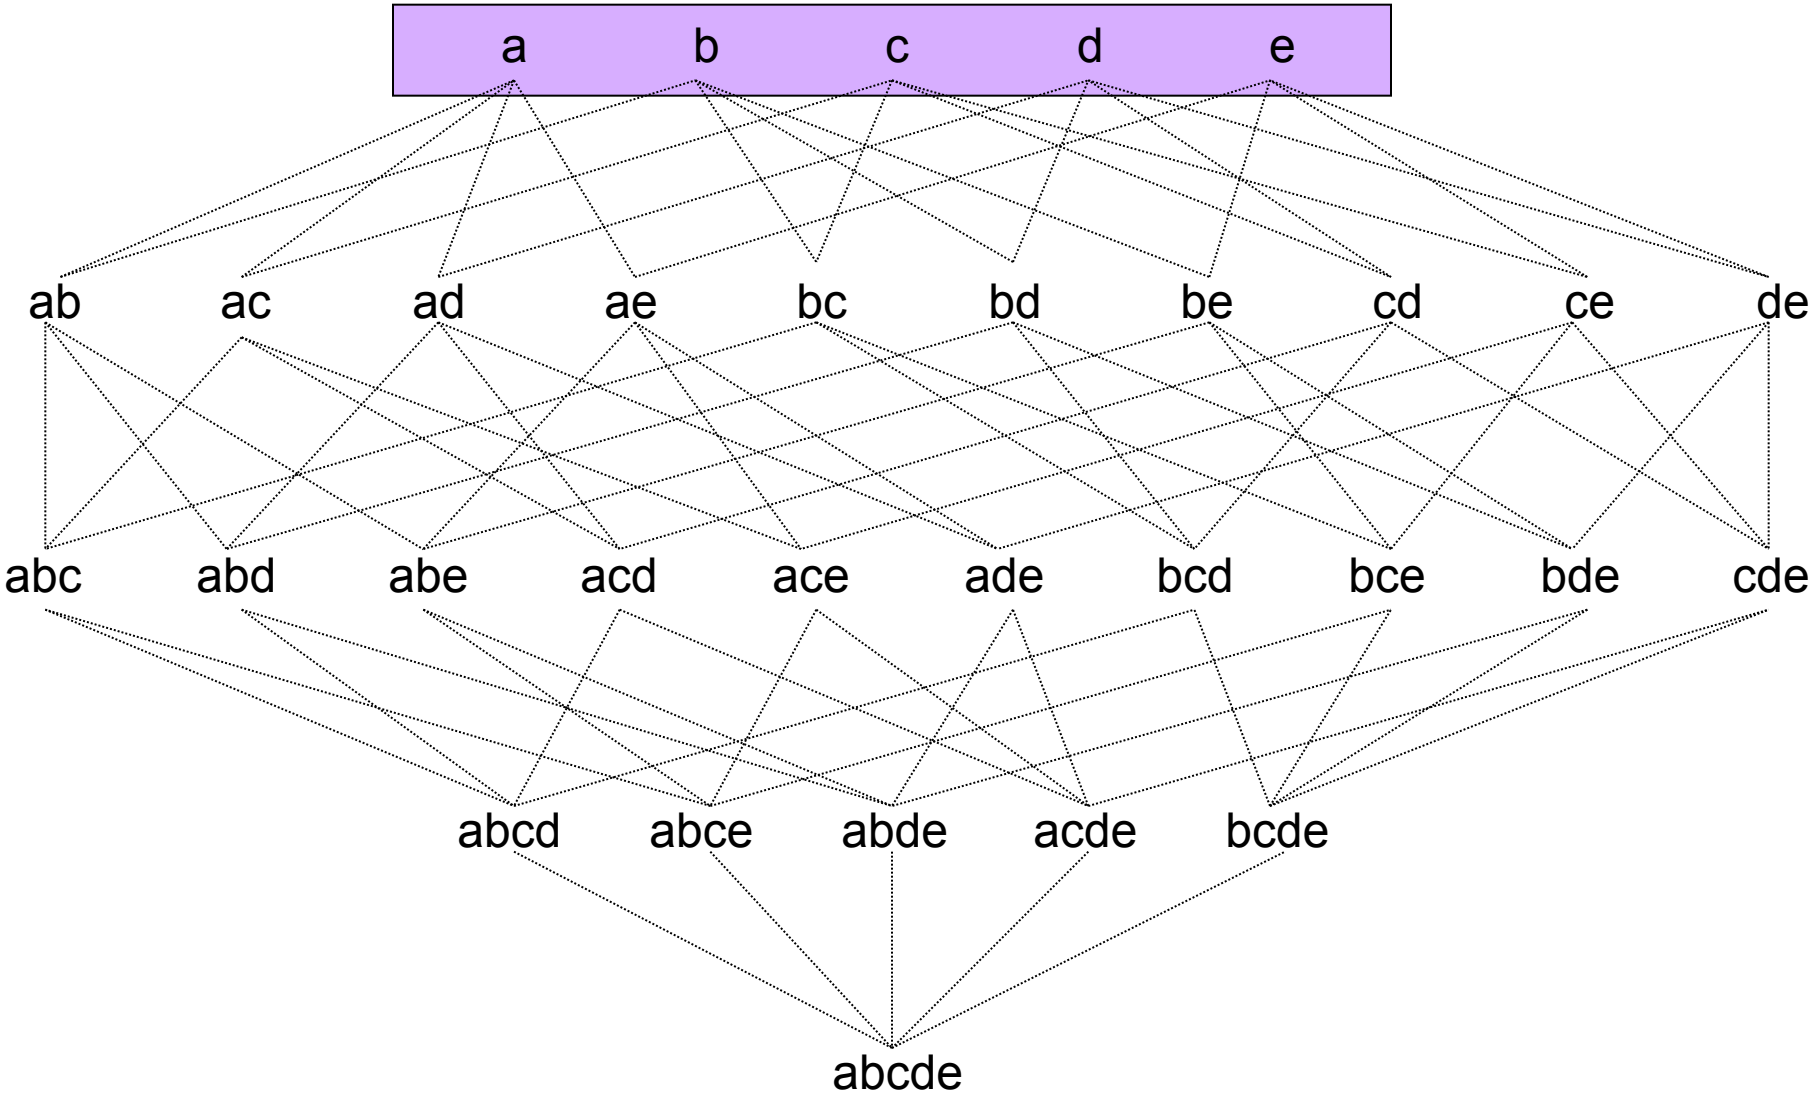 a b c d e
ab ac ad ae bc bd be cd ce de
abc abd abe acd ace ade bcd bce bde cde
abcd abce abde acde bcde
abcde